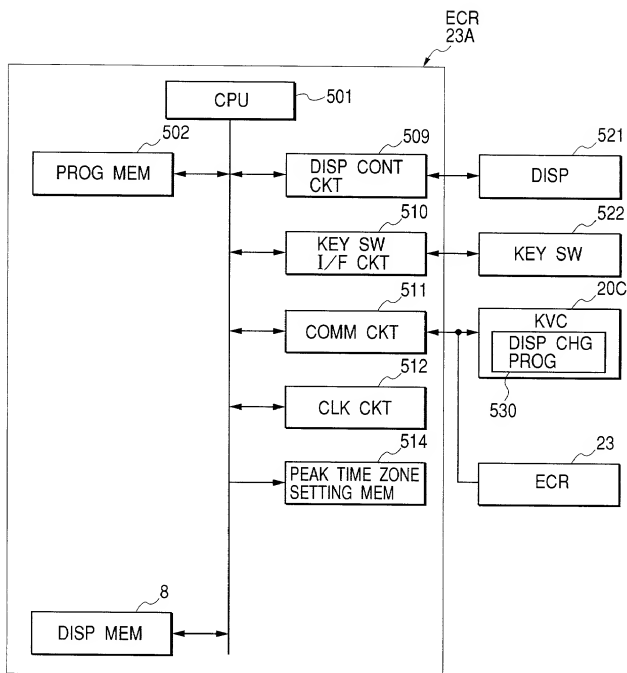 ECR
23A
CPU
501
502
PROG MEM
509
DISP CONT
CKT
521
DISP
510
KEY SW
I/F CKT
522
KEY SW
511
COMM CKT
20C
KVC
DISP CHG
PROG
530
512
CLK CKT
514
PEAK TIME ZONE
SETTING MEM
23
ECR
8
DISP MEM